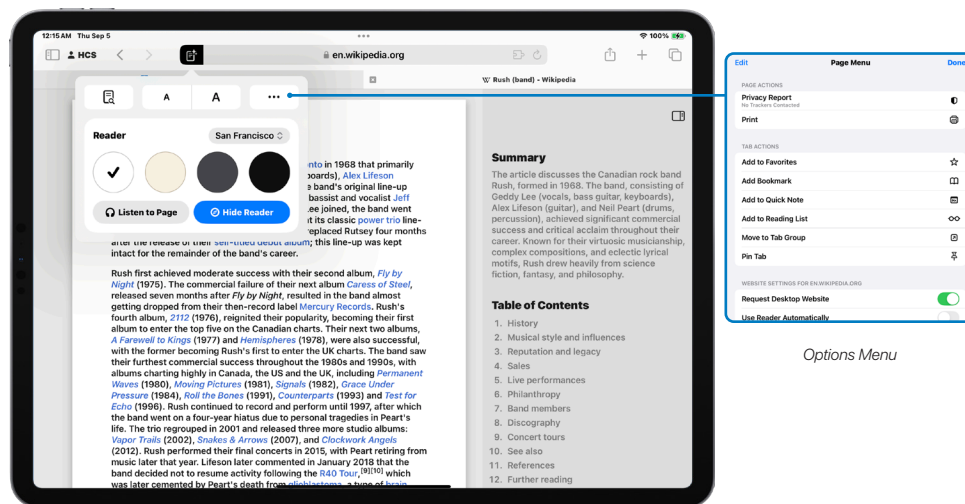 12:15 AM Thu Sep 5
100%
HCS
en.wikipedia.org
Rush (band) - Wikipedia
A
A
Reader
San Francisco
Listen to Page
Hide Reader
onto in 1968 that primarily
boards), Alex Lifeson
e band's original line-up
bassist and vocalist Jeff
Lee joined, the band went
t its classic power trio line-
replaced Rutsey four months
after the release of their self-titled debut album; this line-up was kept
intact for the remainder of the band's career.
Rush first achieved moderate success with their second album, Fly by
Night (1975). The commercial failure of their next album Caress of Steel,
released seven months after Fly by Night, resulted in the band almost
getting dropped from their then-record label Mercury Records. Rush's
fourth album, 2112 (1976), reignited their popularity, becoming their first
album to enter the top five on the Canadian charts. Their next two albums,
A Farewell to Kings (1977) and Hemispheres (1978), were also successful,
with the former becoming Rush's first to enter the UK charts. The band saw
their furthest commercial success throughout the 1980s and 1990s, with
albums charting highly in Canada, the US and the UK, including Permanent
Waves (1980), Moving Pictures (1981), Signals (1982), Grace Under
Pressure (1984), Roll the Bones (1991), Counterparts (1993) and Test for
Echo (1996). Rush continued to record and perform until 1997, after which
the band went on a four-year hiatus due to personal tragedies in Peart's
life. The trio regrouped in 2001 and released three more studio albums:
Vapor Trails (2002), Snakes & Arrows (2007), and Clockwork Angels
(2012). Rush performed their final concerts in 2015, with Peart retiring from
music later that year. Lifeson later commented in January 2018 that the
band decided not to resume activity following the R40 Tour,[9][10] which
was later cemented by Peart's death from glioblastoma, a type of brain
Summary
The article discusses the Canadian rock band
Rush, formed in 1968. The band, consisting of
Geddy Lee (vocals, bass guitar, keyboards),
Alex Lifeson (guitar), and Neil Peart (drums,
percussion), achieved significant commercial
success and critical acclaim throughout their
career. Known for their virtuosic musicianship,
complex compositions, and eclectic lyrical
motifs, Rush drew heavily from science
fiction, fantasy, and philosophy.
Table of Contents
1. History
2. Musical style and influences
3. Reputation and legacy
4. Sales
5. Live performances
6. Philanthropy
7. Band members
8. Discography
9. Concert tours
10. See also
11. References
12. Further reading
Edit
Page Menu
Done
PAGE ACTIONS
Privacy Report
No Trackers Contacted
Print
TAB ACTIONS
Add to Favorites
Add Bookmark
Add to Quick Note
Add to Reading List
Move to Tab Group
Pin Tab
WEBSITE SETTINGS FOR EN.WIKIPEDIA.ORG
Request Desktop Website
Use Reader Automatically
Options Menu